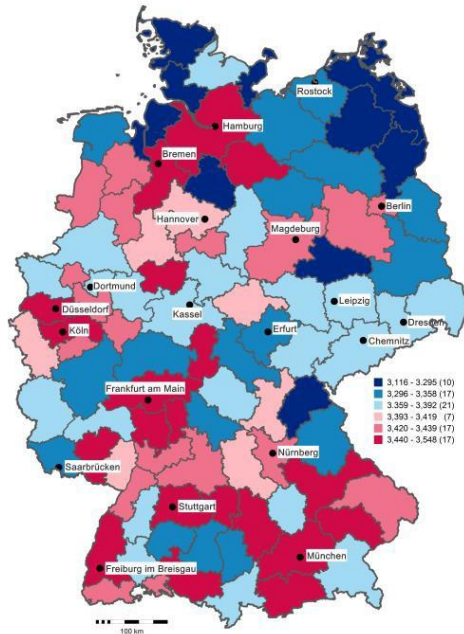 Rostock
Hamburg
Bremen
Berlin
Hannover
Magdeburg
Dortmund
Leipzig
Düsseldorf
Kassel
Dresden
Köln
Erfurt
Chemnitz
Frankfurt am Main
3,116 - 3.295 (10)
3,296 - 3,358 (17)
3.359 - 3,392 (21)
3,393 - 3,419 (7)
3,420 - 3,439 (17)
3,440 - 3,548 (17)
Nürnberg
Saarbrücken
Stuttgart
München
Freiburg im Breisgau
100 km